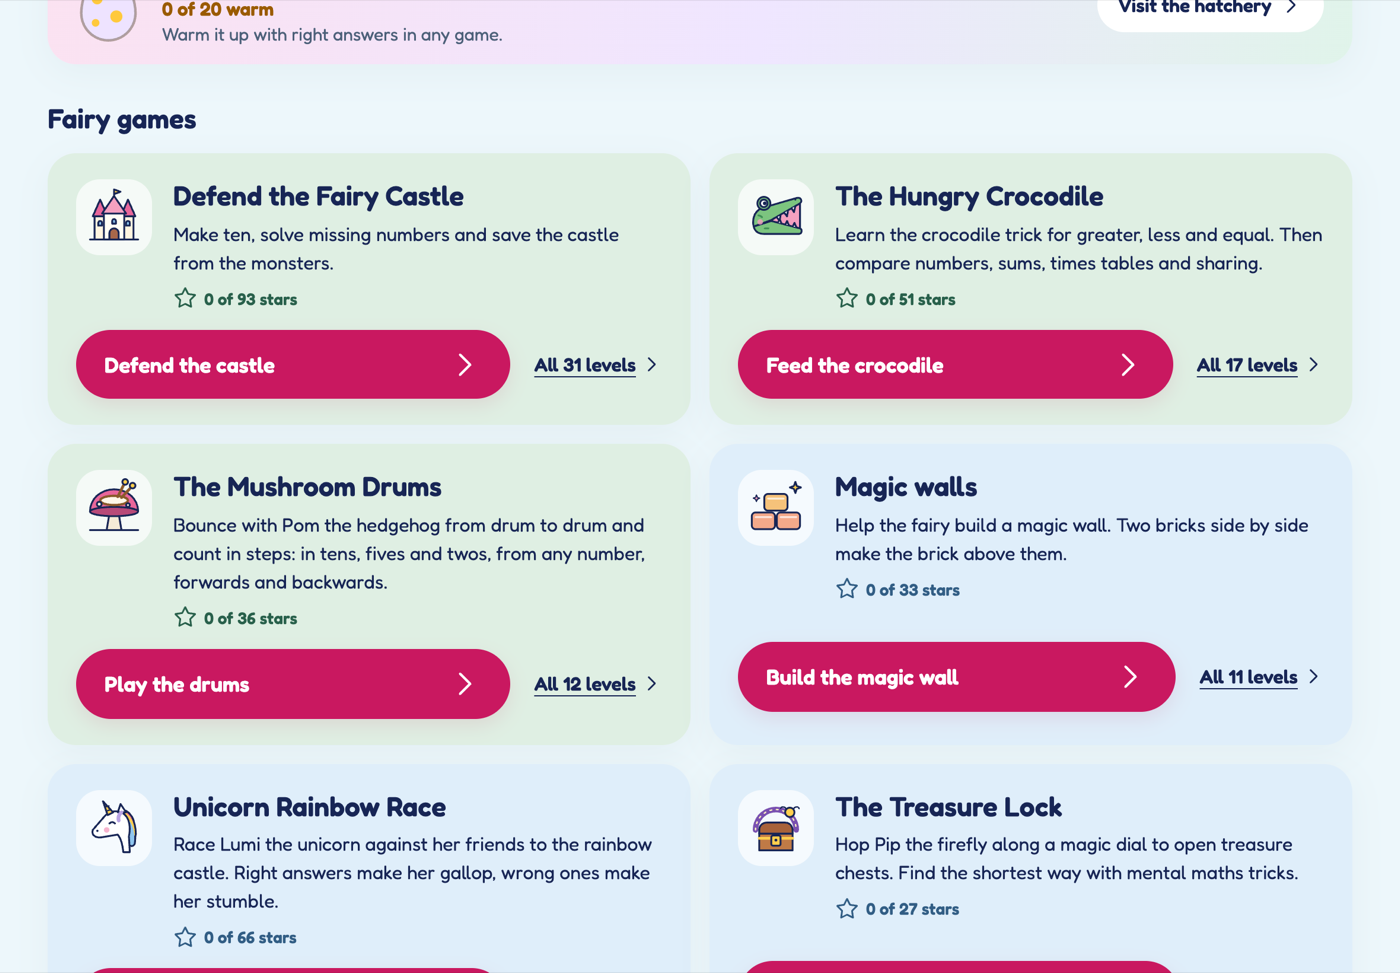 0 of 20 warm
Warm it up with right answers in any game.
Visit the hatchery
Fairy games
Defend the Fairy Castle
Make ten, solve missing numbers and save the castle
from the monsters.
0 of 93 stars
Defend the castle
All 31 levels
The Hungry Crocodile
Learn the crocodile trick for greater, less and equal. Then
compare numbers, sums, times tables and sharing.
0 of 51 stars
Feed the crocodile
All 17 levels
The Mushroom Drums
Bounce with Pom the hedgehog from drum to drum and
count in steps: in tens, fives and twos, from any number,
forwards and backwards.
0 of 36 stars
Play the drums
All 12 levels
Magic walls
Help the fairy build a magic wall. Two bricks side by side
make the brick above them.
0 of 33 stars
Build the magic wall
All 11 levels
Unicorn Rainbow Race
Race Lumi the unicorn against her friends to the rainbow
castle. Right answers make her gallop, wrong ones make
her stumble.
0 of 66 stars
The Treasure Lock
Hop Pip the firefly along a magic dial to open treasure
chests. Find the shortest way with mental maths tricks.
0 of 27 stars